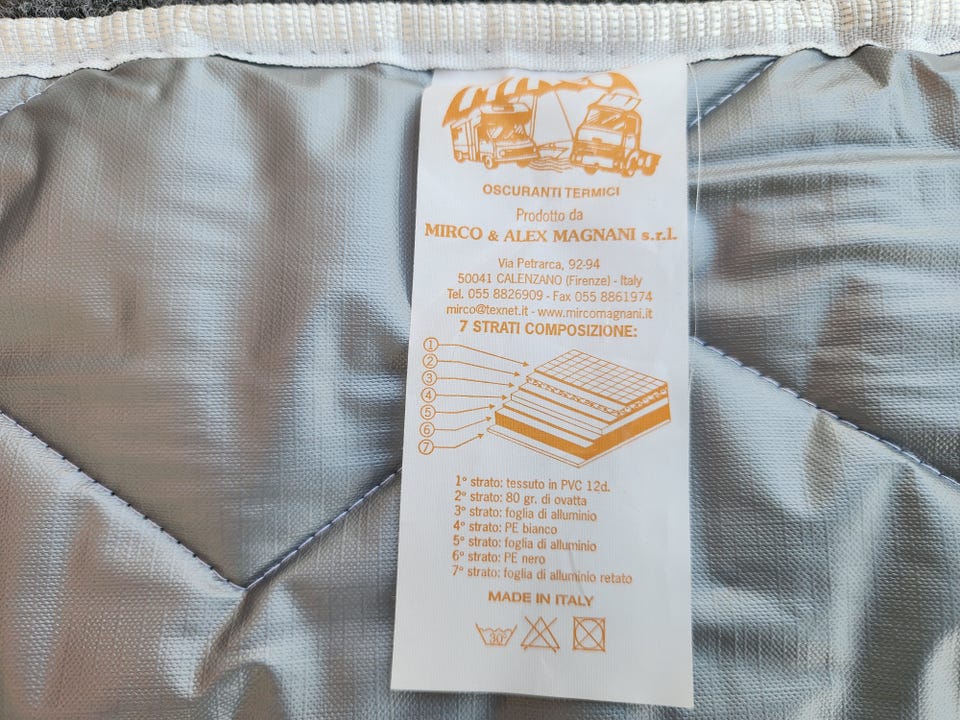 OSCURANTI TERMICI
Prodotto da
MIRCO & ALEX MAGNANI s.r.l.
Via Petrarca, 92-94
50041 CALENZANO (Firenze) - Italy
Tel. 055 8826909 - Fax 055 8861974
mirco@texnet.it - www.mircomagnani.it
7 STRATI COMPOSIZIONE:
1
2
3
4
5
6
7
1° strato: tessuto in PVC 12d.
2° strato: 80 gr. di ovatta
3° strato: foglia di alluminio
4° strato: PE bianco
5° strato: foglia di alluminio
6° strato: PE nero
7° strato: foglia di alluminio retato
MADE IN ITALY
30°